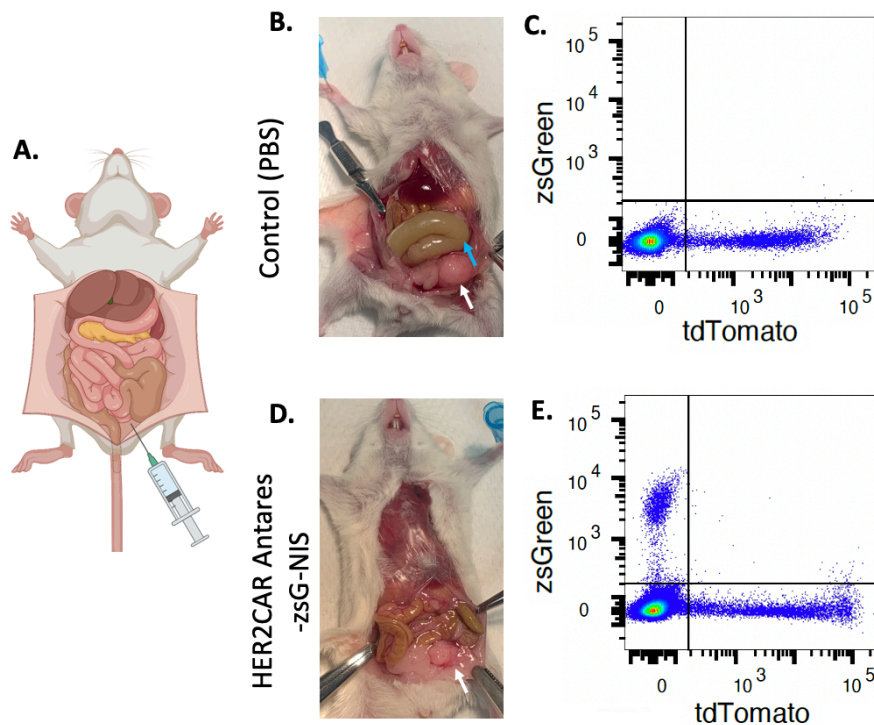 A.
B.
Control (PBS)
C.
zsGreen
10^5
10^4
10^3
0
0
10^3
10^5
tdTomato
D.
HER2CAR Antares
-zsG-NIS
E.
zsGreen
10^5
10^4
10^3
0
0
10^3
10^5
tdTomato